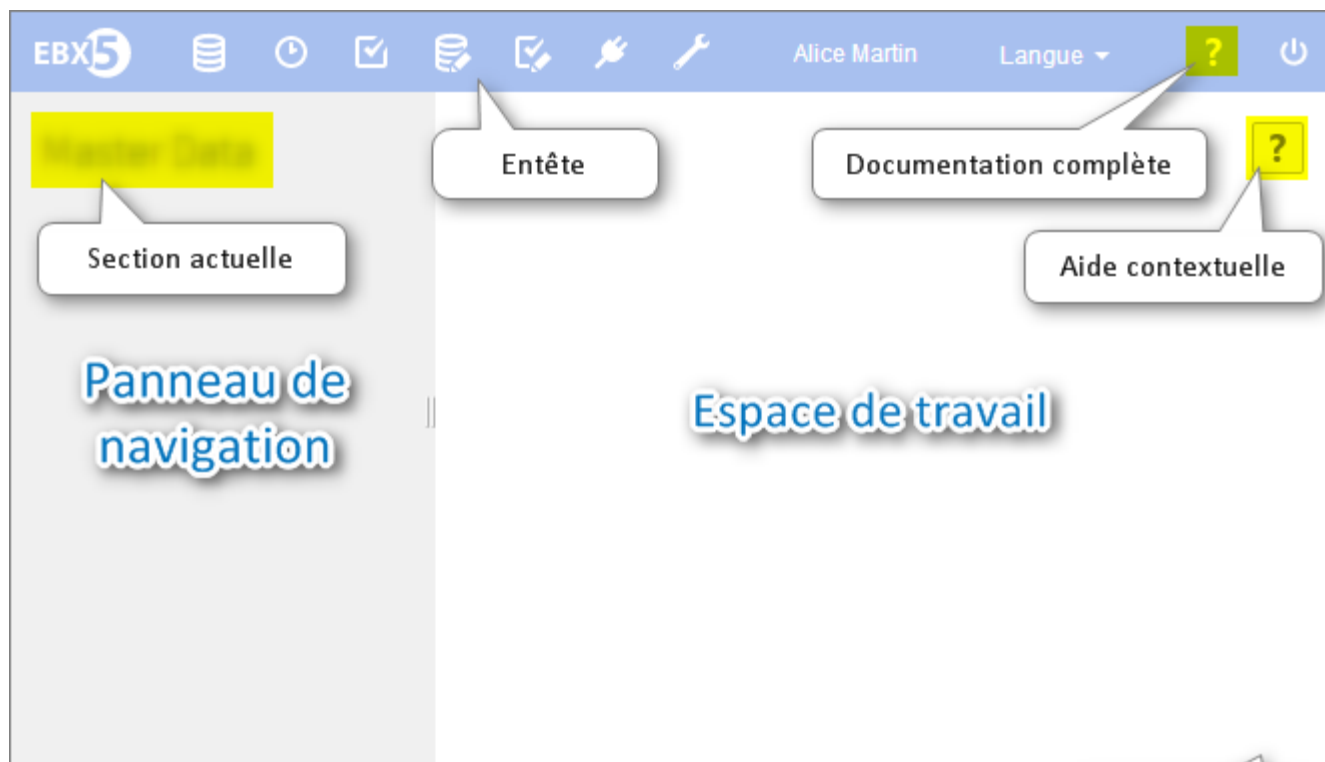 EBX5
Alice Martin
Langue
?
?
Entête
Documentation complète
Section actuelle
Aide contextuelle
Panneau de
navigation
Espace de travail